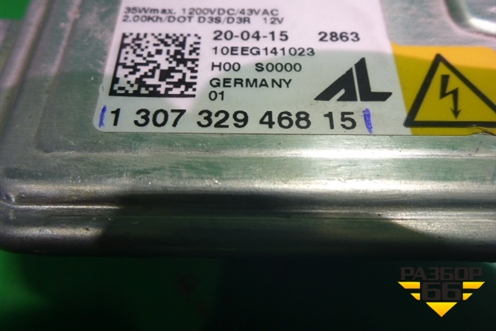 35Wmax. 1200VDC/43VAC
2.00Kh/DOT D3S/D3R 12V
20-04-15 2863
10EEG141023
H00 S0000
GERMANY
01
AL
1 307 329 468 15
РАЗБОР
66